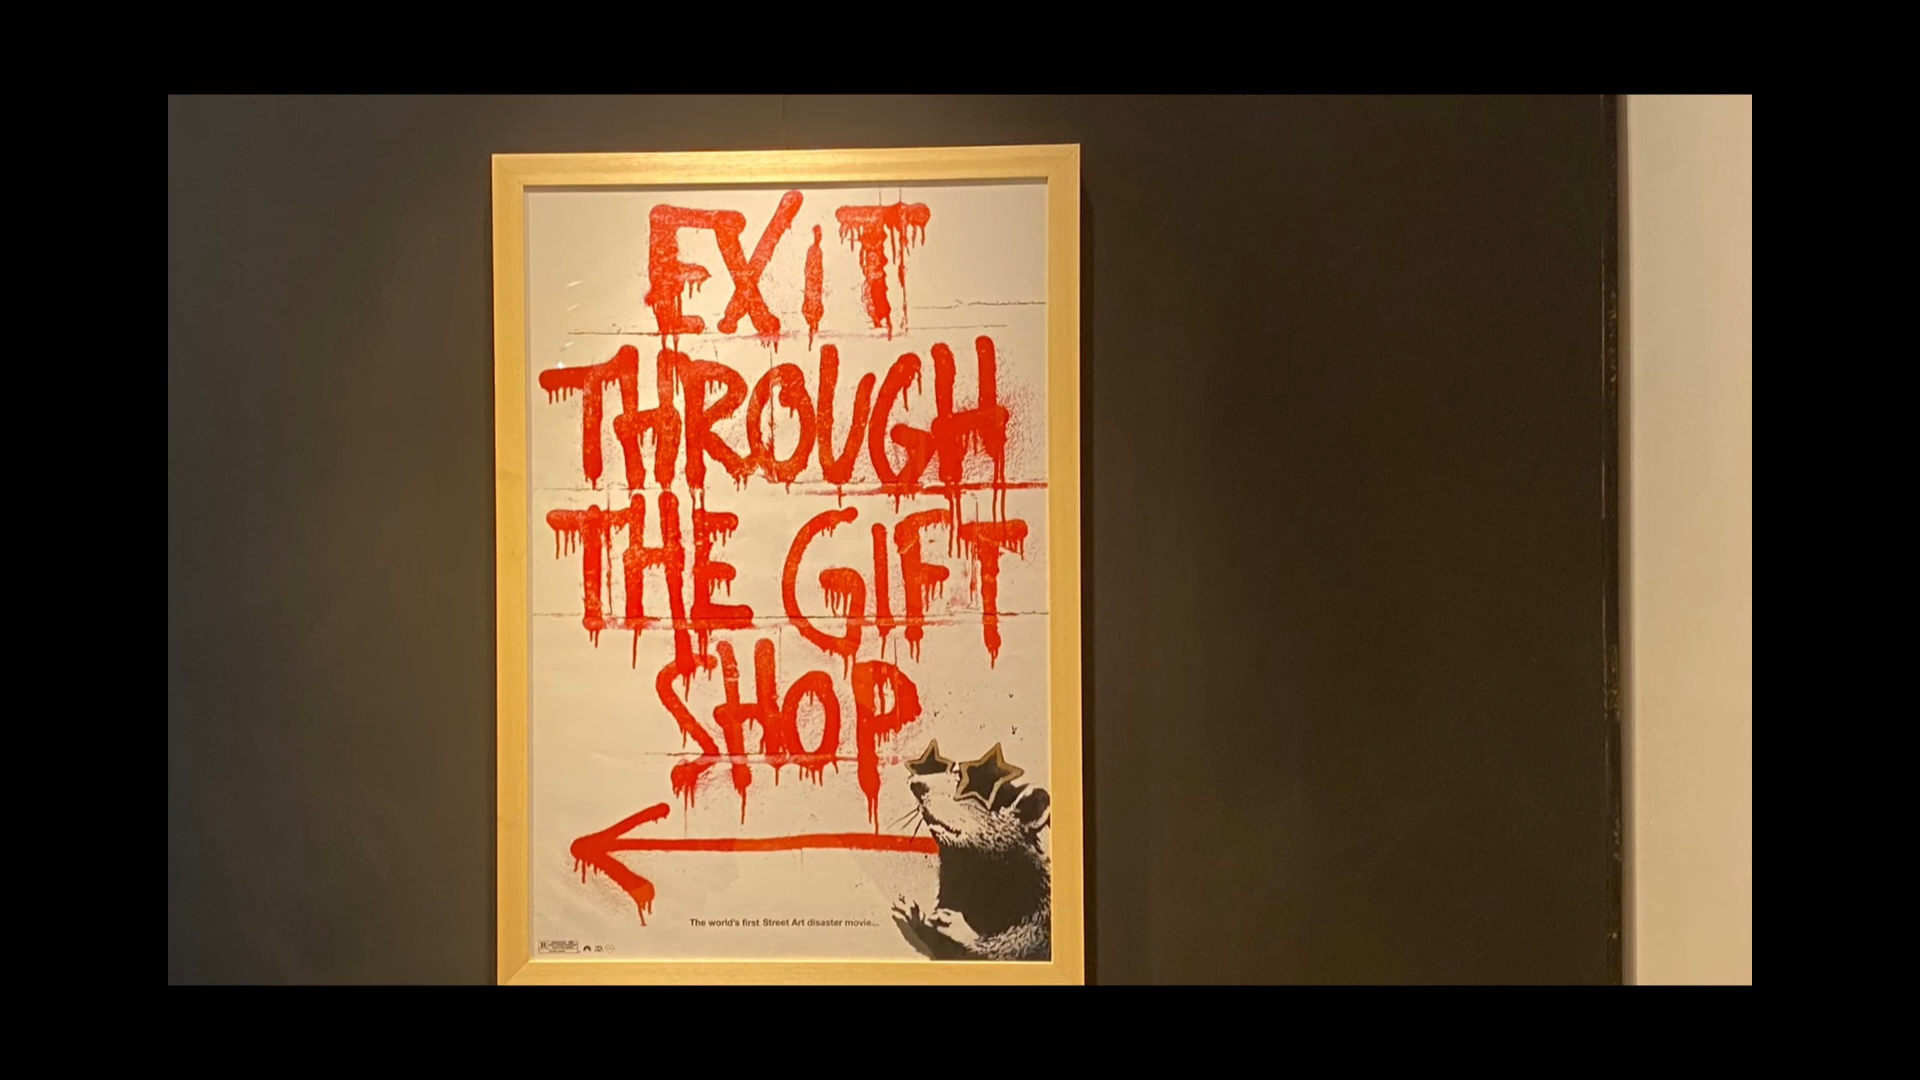 EXiT
THROUGH
THE GIFT
SHOP
The world's first Street Art disaster movie...
R